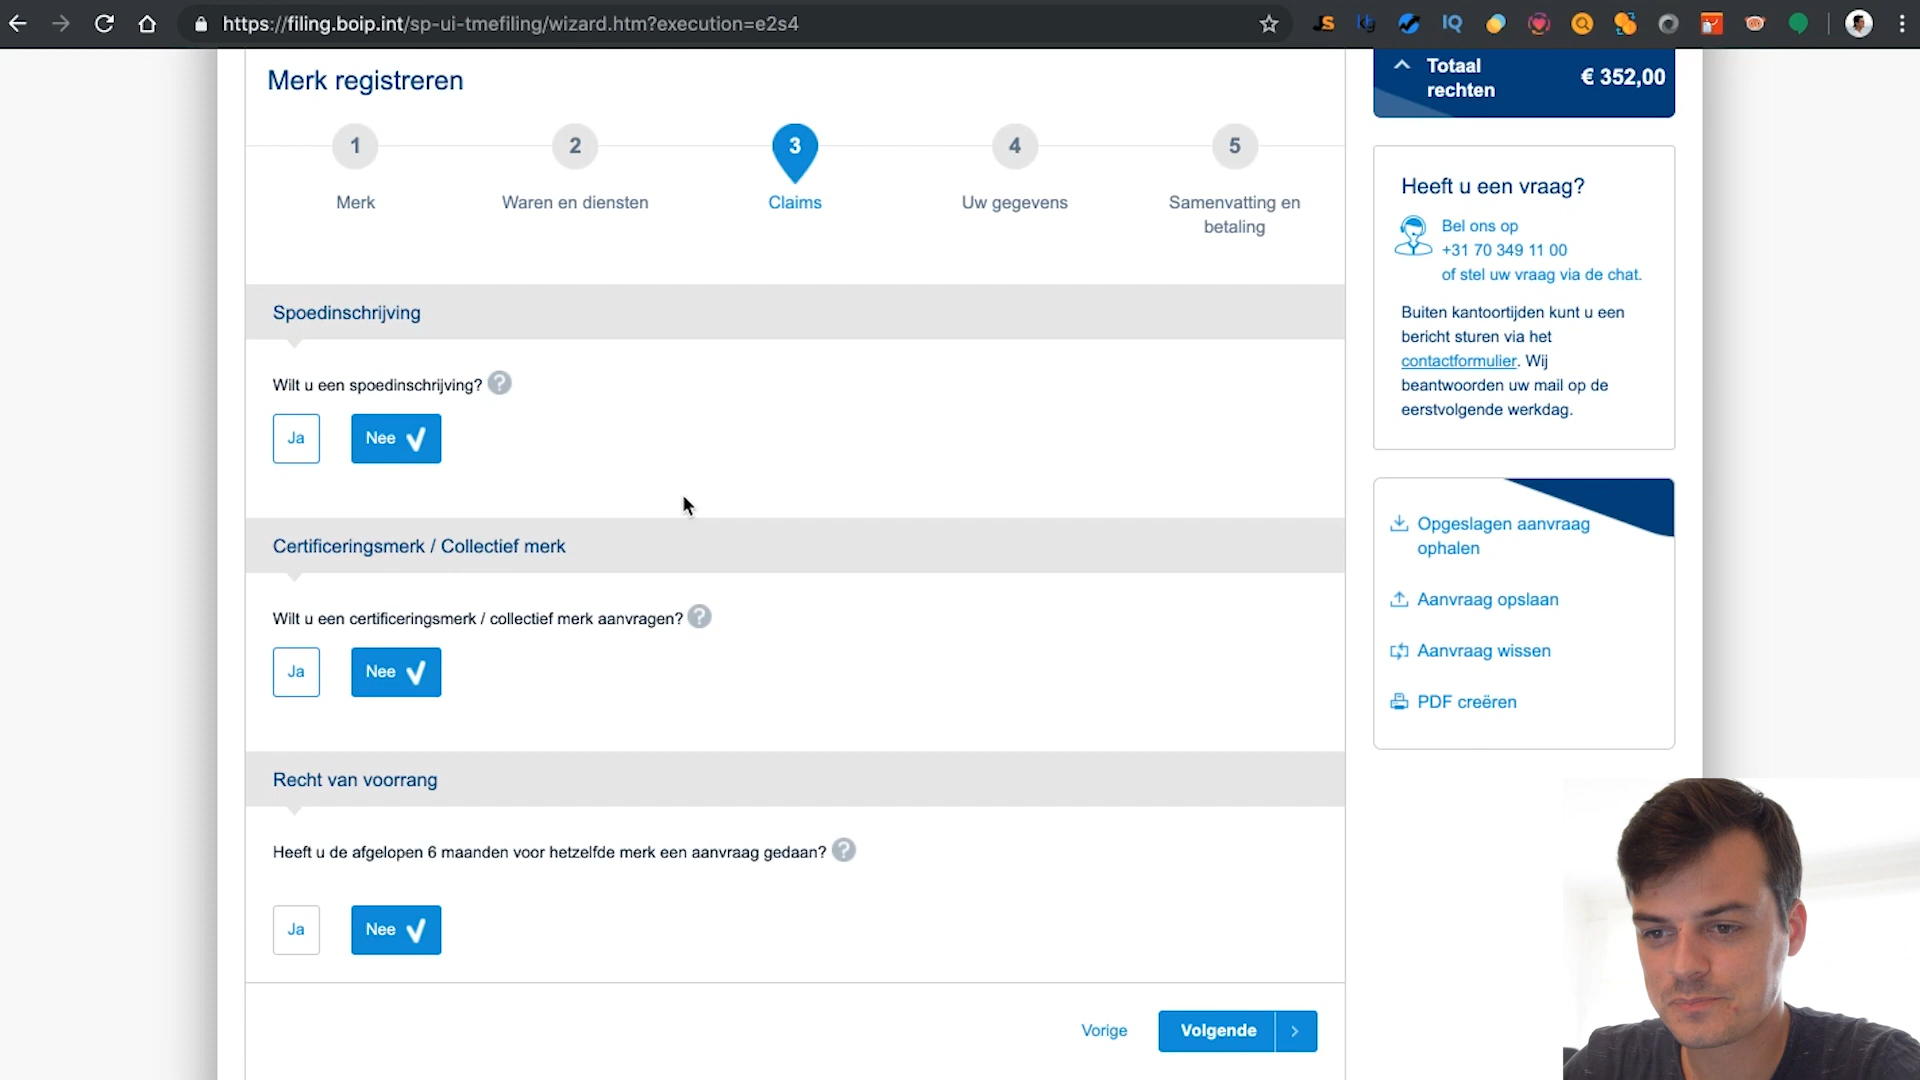 https://filing.boip.int/sp-ui-tmefiling/wizard.htm?execution=e2s4
JS
IQ
Merk registreren
Totaal
rechten
€ 352,00
1
2
3
4
5
Merk
Waren en diensten
Claims
Uw gegevens
Samenvatting en
betaling
Heeft u een vraag?
Bel ons op
+31 70 349 11 00
of stel uw vraag via de chat.
Buiten kantoortijden kunt u een
bericht sturen via het
contactformulier. Wij
beantwoorden uw mail op de
eerstvolgende werkdag.
Spoedinschrijving
Wilt u een spoedinschrijving? ?
Ja
Nee
Certificeringsmerk / Collectief merk
Wilt u een certificeringsmerk / collectief merk aanvragen? ?
Ja
Nee
Recht van voorrang
Heeft u de afgelopen 6 maanden voor hetzelfde merk een aanvraag gedaan? ?
Ja
Nee
Opgeslagen aanvraag
ophalen
Aanvraag opslaan
Aanvraag wissen
PDF creëren
Vorige
Volgende